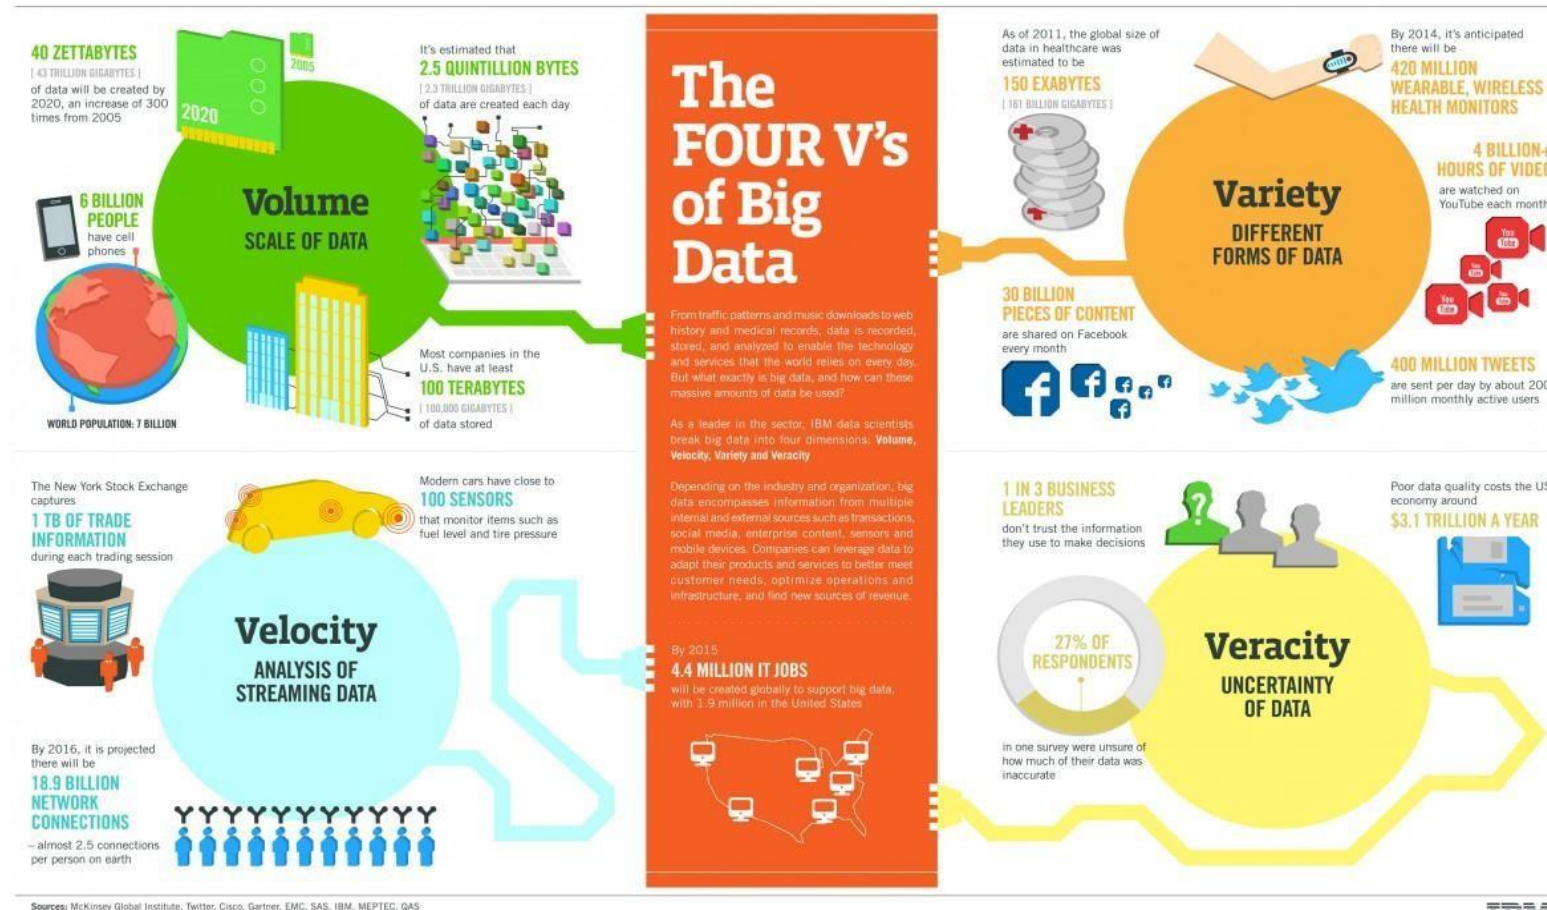 40 ZETTABYTES
[ 43 TRILLION GIGABYTES ]
of data will be created by
2020, an increase of 300
times from 2005
2020
2005
It's estimated that
2.5 QUINTILLION BYTES
[ 2.3 TRILLION GIGABYTES ]
of data are created each day
6 BILLION
PEOPLE
have cell
phones
WORLD POPULATION: 7 BILLION
Volume
SCALE OF DATA
Most companies in the
U.S. have at least
100 TERABYTES
[ 100,000 GIGABYTES ]
of data stored
The New York Stock Exchange
captures
1 TB OF TRADE
INFORMATION
during each trading session
Modern cars have close to
100 SENSORS
that monitor items such as
fuel level and tire pressure
Velocity
ANALYSIS OF
STREAMING DATA
By 2016, it is projected
there will be
18.9 BILLION
NETWORK
CONNECTIONS
– almost 2.5 connections
per person on earth
The
FOUR V's
of Big
Data
From traffic patterns and music downloads to web
history and medical records, data is recorded,
stored, and analyzed to enable the technology
and services that the world relies on every day.
But what exactly is big data, and how can these
massive amounts of data be used?
As a leader in the sector, IBM data scientists
break big data into four dimensions: Volume,
Velocity, Variety and Veracity
Depending on the industry and organization, big
data encompasses information from multiple
internal and external sources such as transactions,
social media, enterprise content, sensors and
mobile devices. Companies can leverage data to
adapt their products and services to better meet
customer needs, optimize operations and
infrastructure, and find new sources of revenue.
By 2015
4.4 MILLION IT JOBS
will be created globally to support big data,
with 1.9 million in the United States
As of 2011, the global size of
data in healthcare was
estimated to be
150 EXABYTES
[ 161 BILLION GIGABYTES ]
By 2014, it's anticipated
there will be
420 MILLION
WEARABLE, WIRELESS
HEALTH MONITORS
4 BILLION+
HOURS OF VIDEO
are watched on
YouTube each month
You
Tube
You
Tube
You
Tube
You
Tube
Variety
DIFFERENT
FORMS OF DATA
30 BILLION
PIECES OF CONTENT
are shared on Facebook
every month
f
f
f
f
f
f
400 MILLION TWEETS
are sent per day by about 200
million monthly active users
1 IN 3 BUSINESS
LEADERS
don't trust the information
they use to make decisions
?
Poor data quality costs the US
economy around
$3.1 TRILLION A YEAR
27% OF
RESPONDENTS
in one survey were unsure of
how much of their data was
inaccurate
Veracity
UNCERTAINTY
OF DATA
Sources: McKinsey Global Institute, Twitter, Cisco, Gartner, EMC, SAS, IBM, MEPTEC, QAS